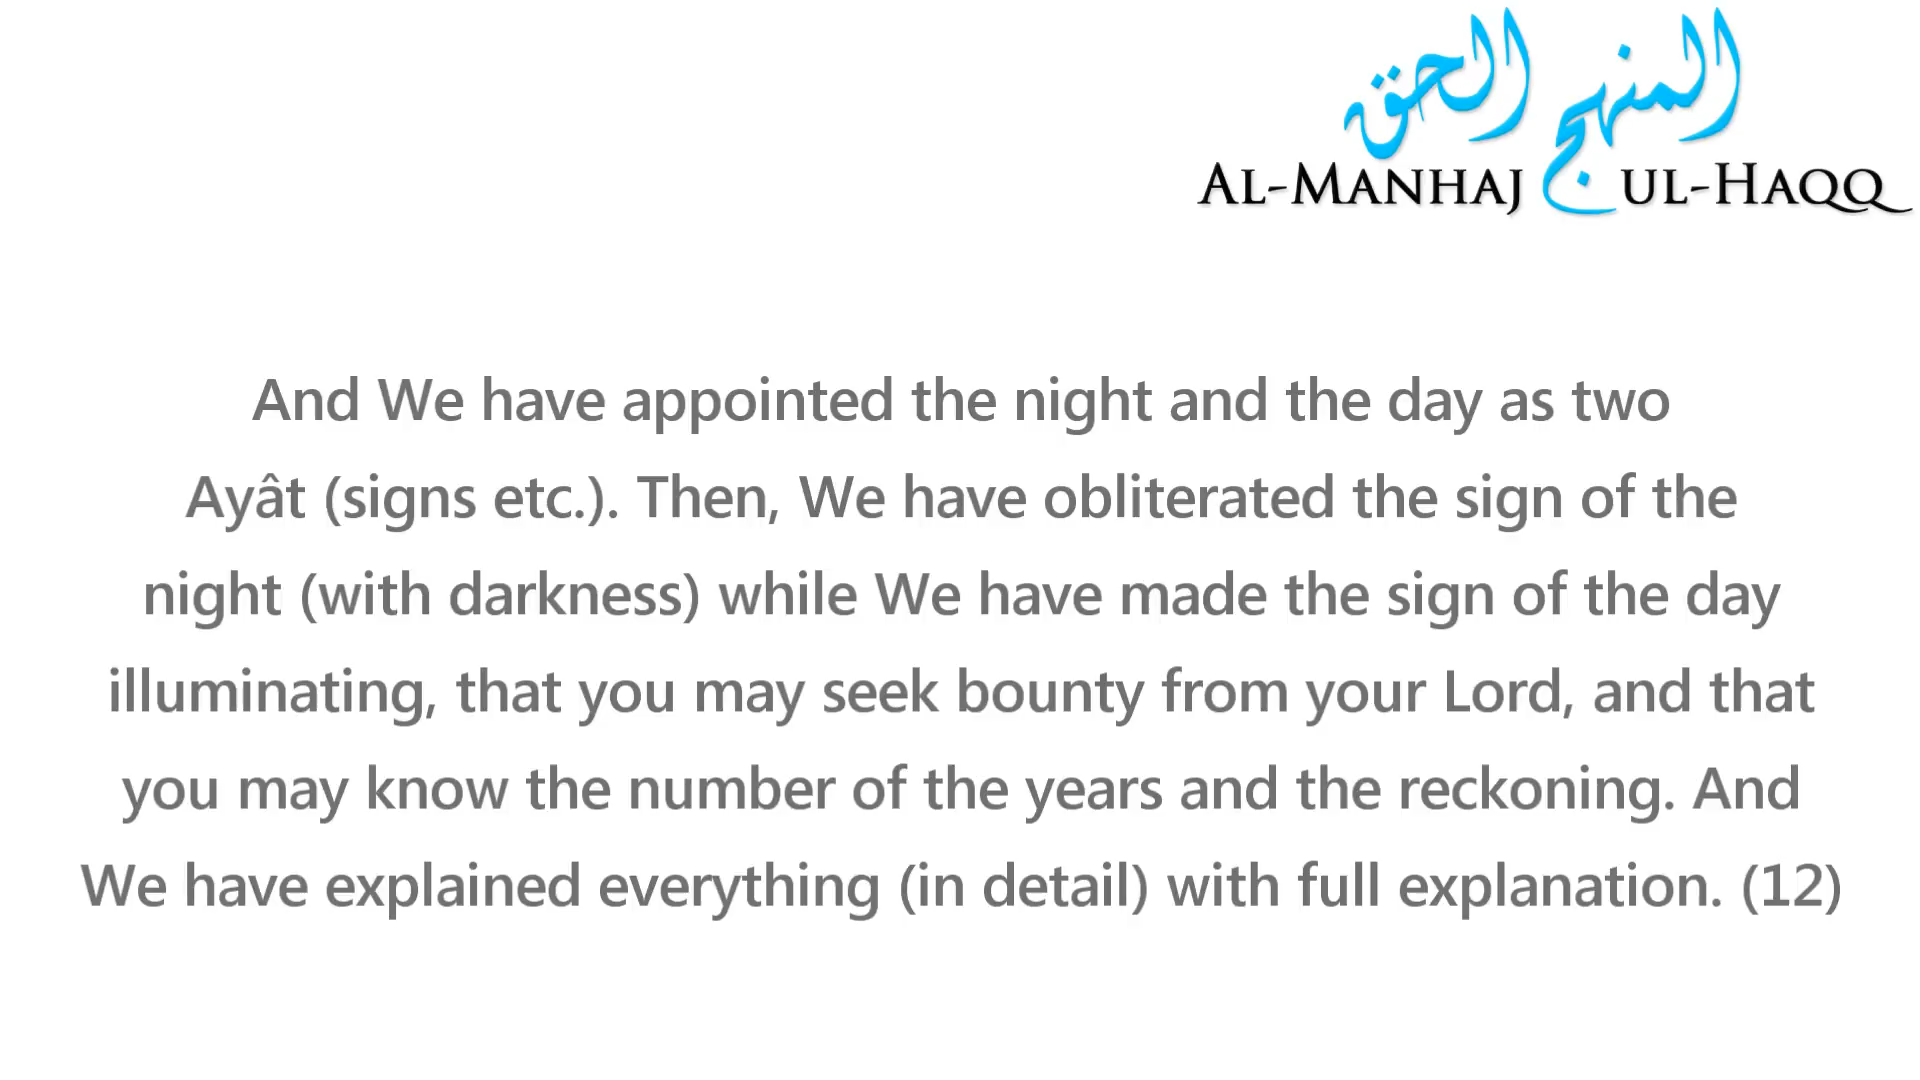 المنهج الحق
AL-MANHAJ UL-HAQQ
And We have appointed the night and the day as two
Ayât (signs etc.). Then, We have obliterated the sign of the
night (with darkness) while We have made the sign of the day
illuminating, that you may seek bounty from your Lord, and that
you may know the number of the years and the reckoning. And
We have explained everything (in detail) with full explanation. (12)